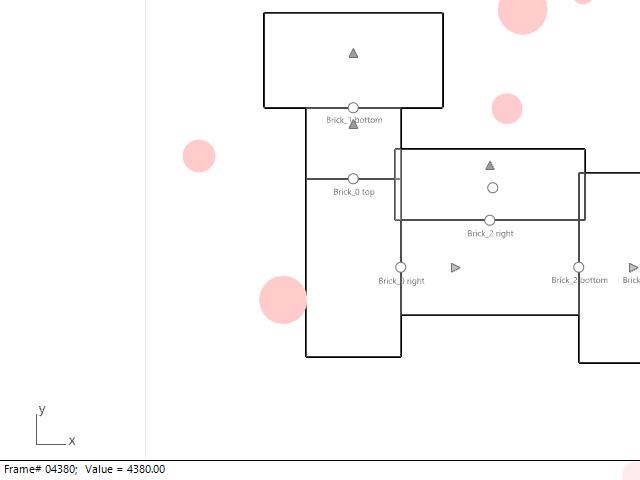 Brick_1 bottom
Brick_0 top
Brick_2 right
Brick_0 right
Brick_2 bottom
Brick
y
x
Frame# 04380; Value = 4380.00